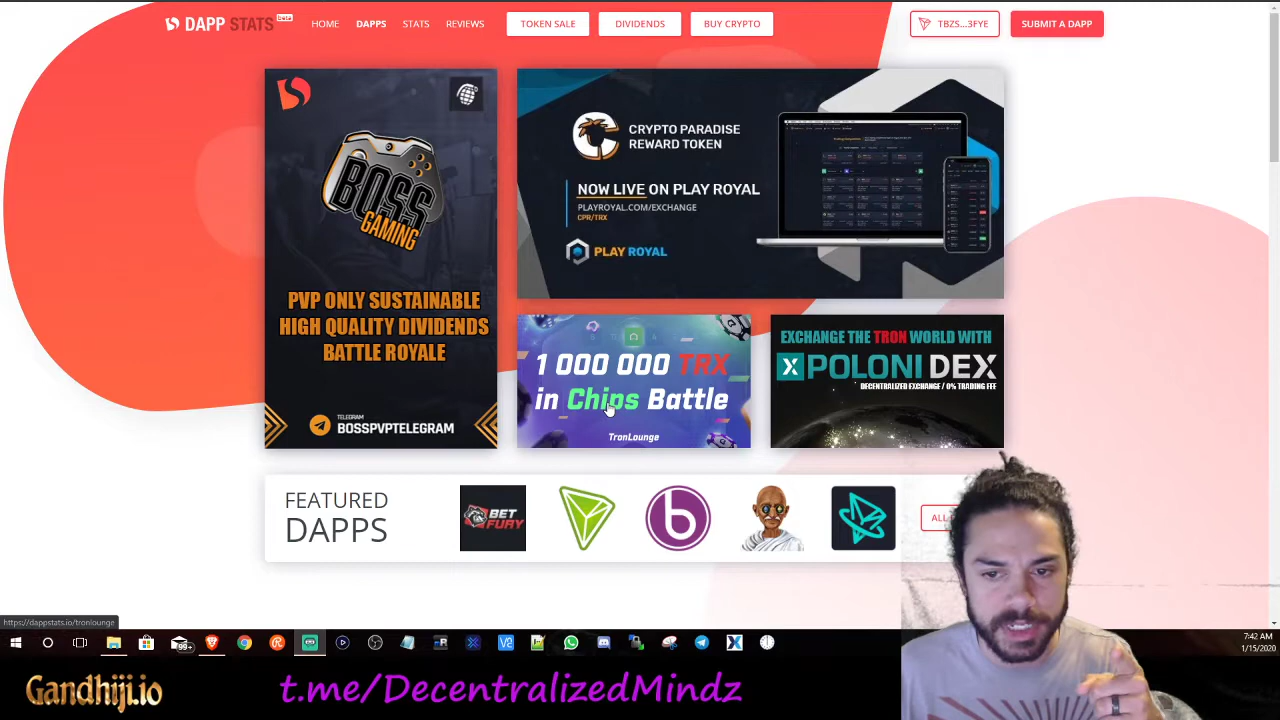 DAPP STATS beta
HOME
DAPPS
STATS
REVIEWS
TOKEN SALE
DIVIDENDS
BUY CRYPTO
TBZS...3FYE
SUBMIT A DAPP
BOSS
GAMING
PVP ONLY SUSTAINABLE
HIGH QUALITY DIVIDENDS
BATTLE ROYALE
TELEGRAM
BOSSPVPTELEGRAM
CRYPTO PARADISE
REWARD TOKEN
NOW LIVE ON PLAY ROYAL
PLAYROYAL.COM/EXCHANGE
CPR/TRX
PLAY ROYAL
1 000 000 TRX
in Chips Battle
TronLounge
EXCHANGE THE TRON WORLD WITH
X POLONI DEX
DECENTRALIZED EXCHANGE / 0% TRADING FEE
FEATURED
DAPPS
BET
FURY
b
ALL
https://dappstats.io/tronlounge
99+
7:42 AM
1/15/2020
Gandhiji.io
t.me/DecentralizedMindz